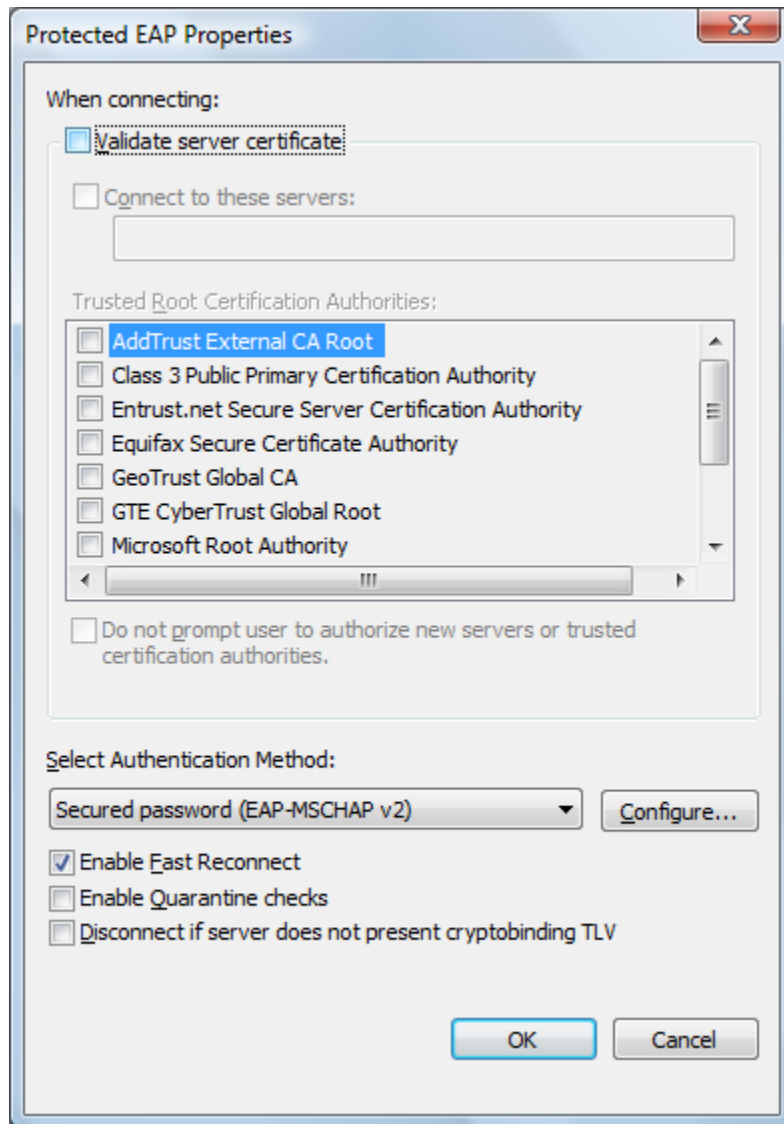 Protected EAP Properties
When connecting:
Validate server certificate
Connect to these servers:
Trusted Root Certification Authorities:
AddTrust External CA Root
Class 3 Public Primary Certification Authority
Entrust.net Secure Server Certification Authority
Equifax Secure Certificate Authority
GeoTrust Global CA
GTE CyberTrust Global Root
Microsoft Root Authority
Do not prompt user to authorize new servers or trusted
certification authorities.
Select Authentication Method:
Secured password (EAP-MSCHAP v2)
Configure...
Enable Fast Reconnect
Enable Quarantine checks
Disconnect if server does not present cryptobinding TLV
OK
Cancel